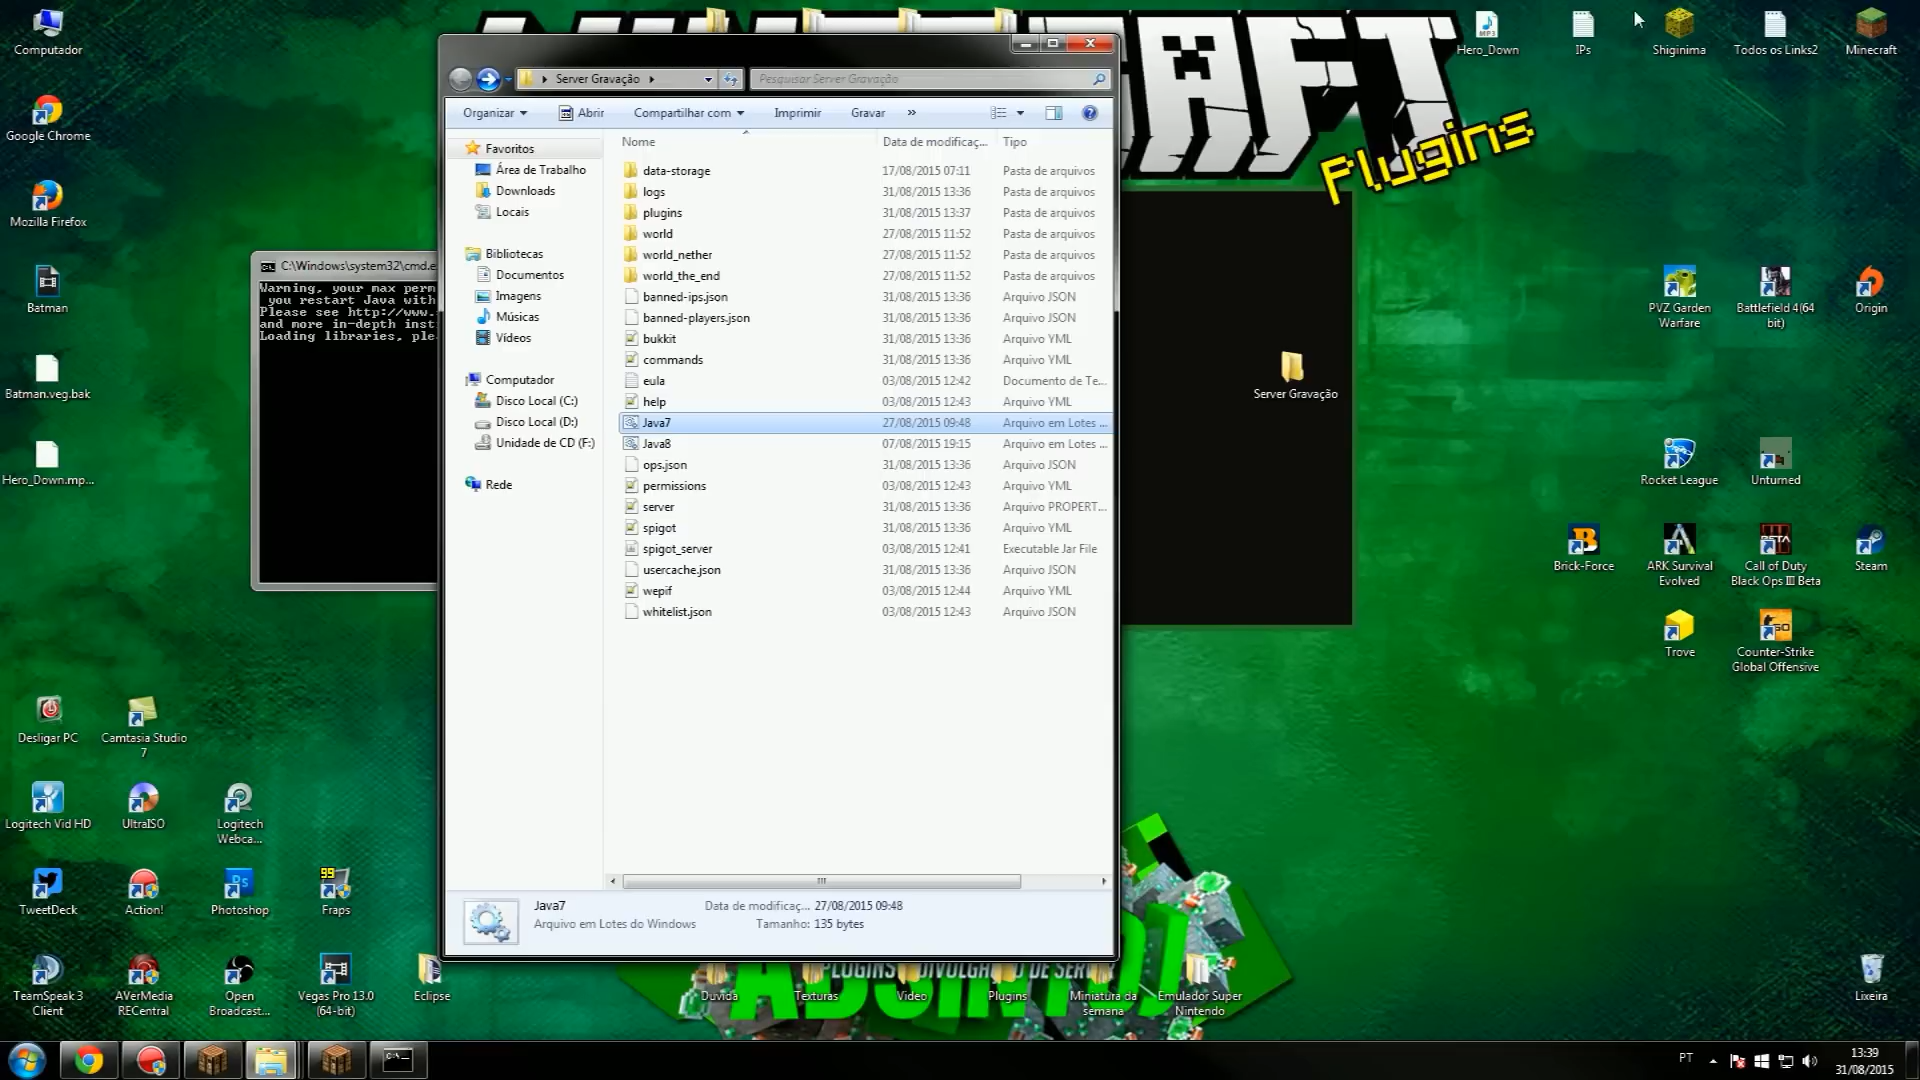 Computador
Google Chrome
Mozilla Firefox
Batman
Batman.veg.bak
Hero_Down.mp...
Desligar PC
Camtasia Studio
7
Logitech Vid HD
UltraISO
Logitech
Webca...
TweetDeck
Action!
Photoshop
99
Fraps
TeamSpeak 3
Client
AVerMedia
RECentral
Open
Broadcast...
Vegas Pro 13.0
(64-bit)
Eclipse
C:\Windows\system32\cmd.e
Warning, your max perm
you restart Java with
Please see http://www.
and more in-depth inst
Loading libraries, ple
Server Gravação
Pesquisar Server Gravação
Organizar
Abrir
Compartilhar com
Imprimir
Gravar
»
Favoritos
Área de Trabalho
Downloads
Locais
Bibliotecas
Documentos
Imagens
Músicas
Vídeos
Computador
Disco Local (C:)
Disco Local (D:)
Unidade de CD (F:)
Rede
Nome Data de modificaç... Tipo
data-storage 17/08/2015 07:11 Pasta de arquivos
logs 31/08/2015 13:36 Pasta de arquivos
plugins 31/08/2015 13:37 Pasta de arquivos
world 27/08/2015 11:52 Pasta de arquivos
world_nether 27/08/2015 11:52 Pasta de arquivos
world_the_end 27/08/2015 11:52 Pasta de arquivos
banned-ips.json 31/08/2015 13:36 Arquivo JSON
banned-players.json 31/08/2015 13:36 Arquivo JSON
bukkit 31/08/2015 13:36 Arquivo YML
commands 31/08/2015 13:36 Arquivo YML
eula 03/08/2015 12:42 Documento de Te...
help 03/08/2015 12:43 Arquivo YML
Java7 27/08/2015 09:48 Arquivo em Lotes ...
Java8 07/08/2015 19:15 Arquivo em Lotes ...
ops.json 31/08/2015 13:36 Arquivo JSON
permissions 03/08/2015 12:43 Arquivo YML
server 31/08/2015 13:36 Arquivo PROPERT...
spigot 31/08/2015 13:36 Arquivo YML
spigot_server 03/08/2015 12:41 Executable Jar File
usercache.json 31/08/2015 13:36 Arquivo JSON
wepif 03/08/2015 12:44 Arquivo YML
whitelist.json 03/08/2015 12:43 Arquivo JSON
Java7 Data de modificaç... 27/08/2015 09:48
Arquivo em Lotes do Windows Tamanho: 135 bytes
RAFT
Plugins
Hero_Down
IPs
Shiginima
Todos os Links2
Minecraft
PVZ Garden
Warfare
Battlefield 4(64
bit)
Origin
Server Gravação
Rocket League
Unturned
Brick-Force
ARK Survival
Evolved
Call of Duty
Black Ops III Beta
Steam
Trove
Counter-Strike
Global Offensive
Duvida
Texturas
Video
Plugins
Miniatura da
semana
Emulador Super
Nintendo
Lixeira
PT
13:39
31/08/2015